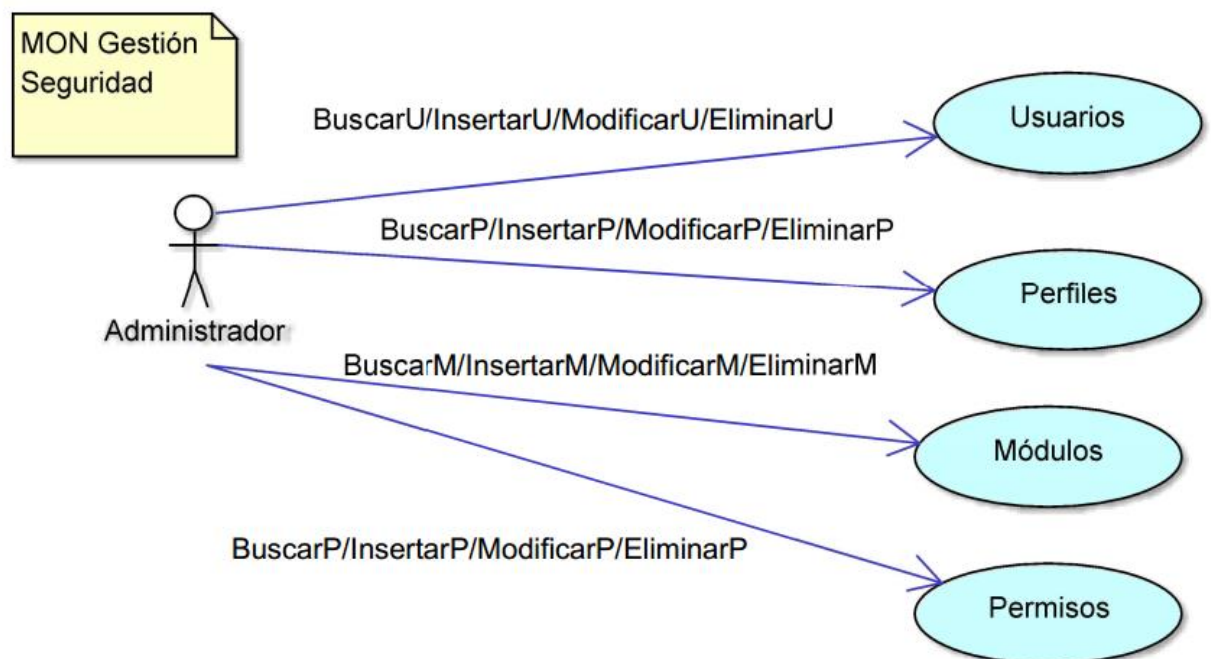 MON Gestión
Seguridad
BuscarU/InsertarU/ModificarU/EliminarU
Usuarios
BuscarP/InsertarP/ModificarP/EliminarP
Perfiles
Administrador
BuscarM/InsertarM/ModificarM/EliminarM
Módulos
BuscarP/InsertarP/ModificarP/EliminarP
Permisos